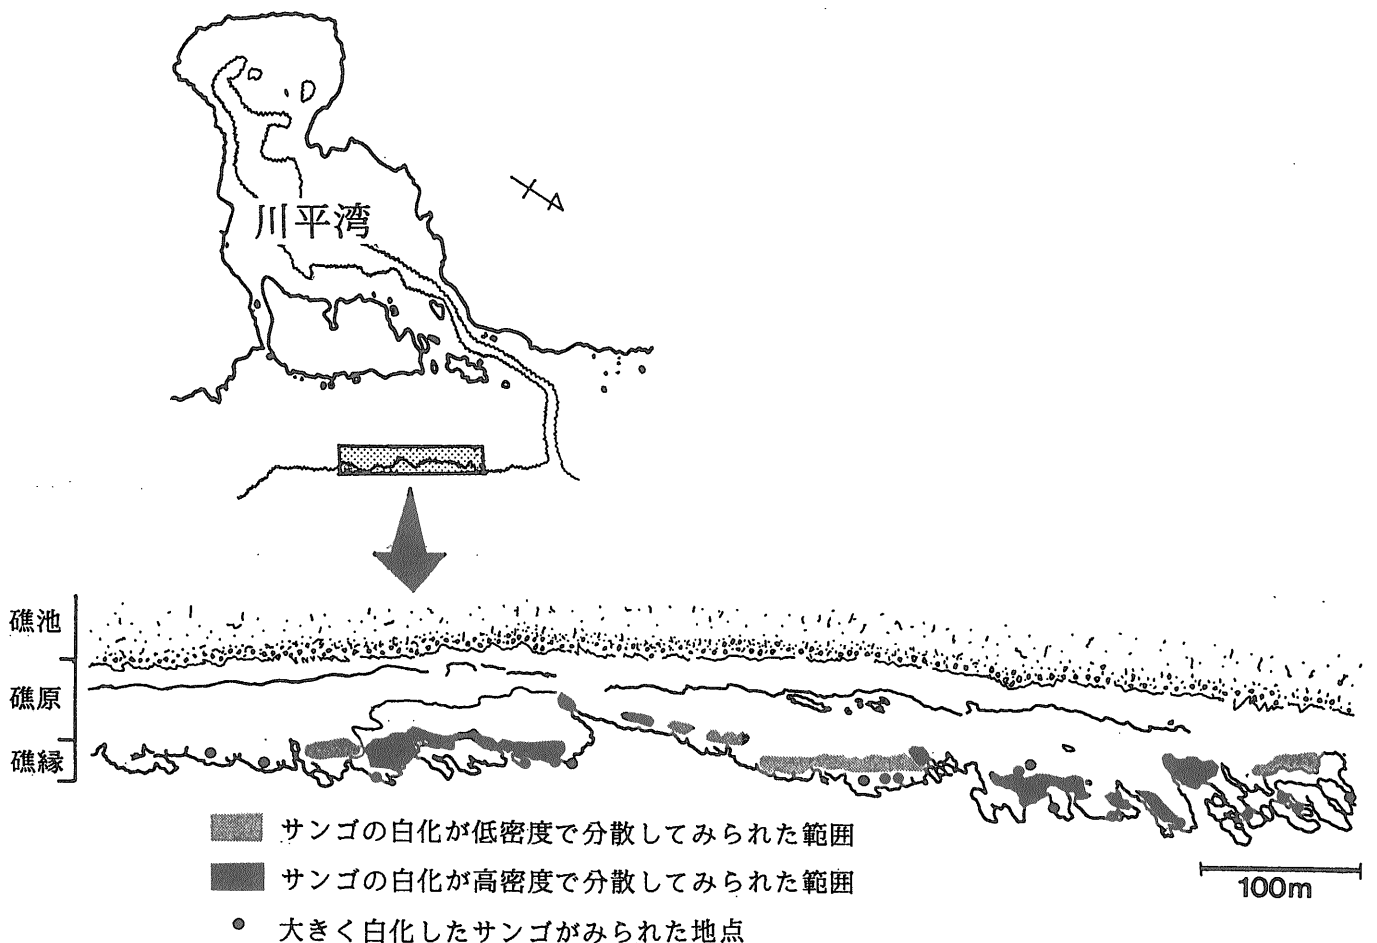 川平湾
礁池
礁原
礁縁
サンゴの白化が低密度で分散してみられた範囲
サンゴの白化が高密度で分散してみられた範囲
大きく白化したサンゴがみられた地点
100m